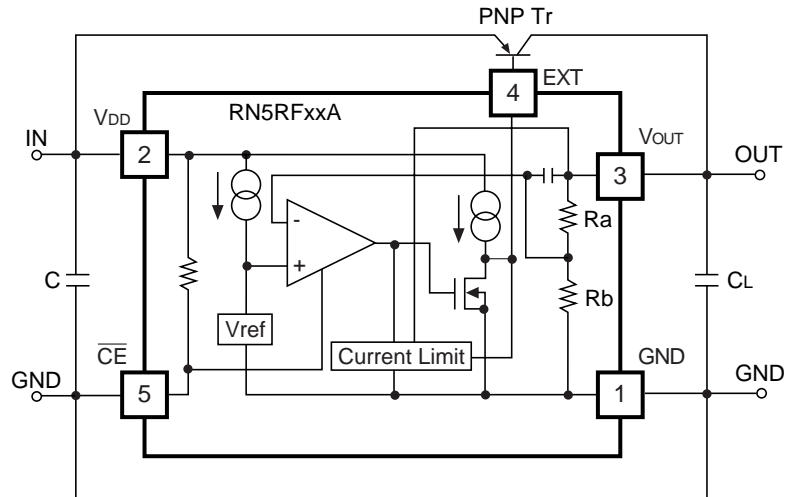 PNP Tr
EXT
4
RN5RFxxA
VDD
IN
2
VOUT
OUT
3
-
+
Ra
Rb
C
Vref
CL
CE
Current Limit
GND
GND
5
1
GND